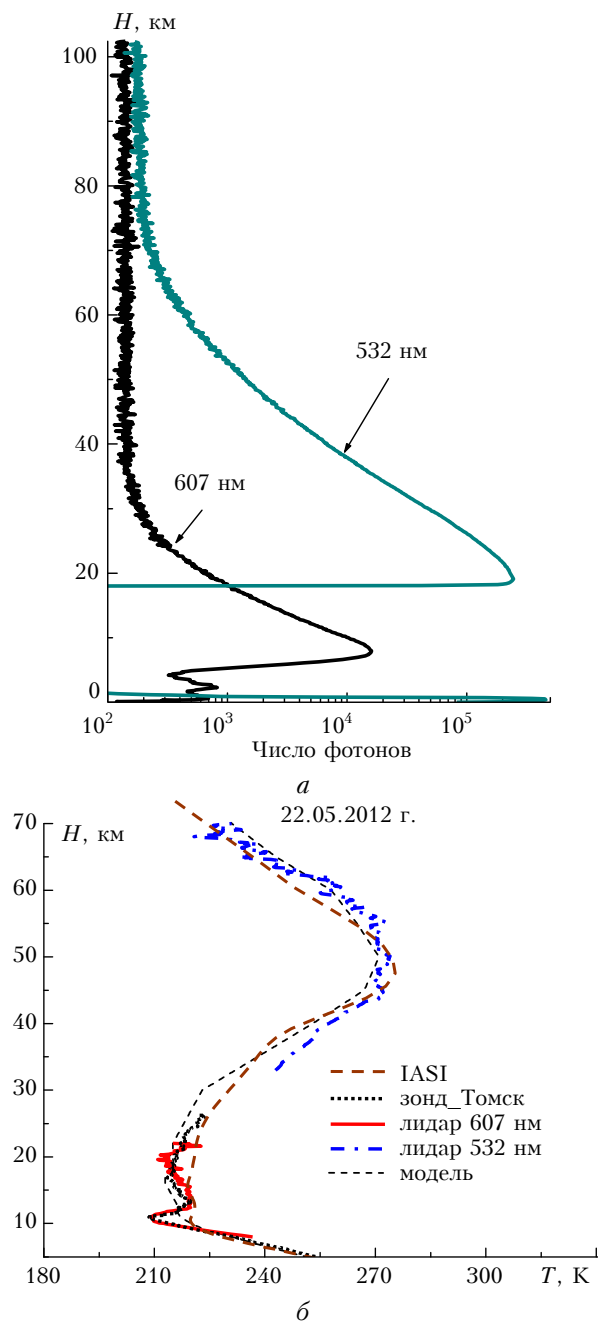 H, км
100
80
60
40
20
0
532 нм
607 нм
10²
10³
10⁴
10⁵
Число фотонов
а
22.05.2012 г.
H, км
70
60
50
40
30
20
10
IASI
зонд_Томск
лидар 607 нм
лидар 532 нм
модель
180
210
240
270
300
T, К
б